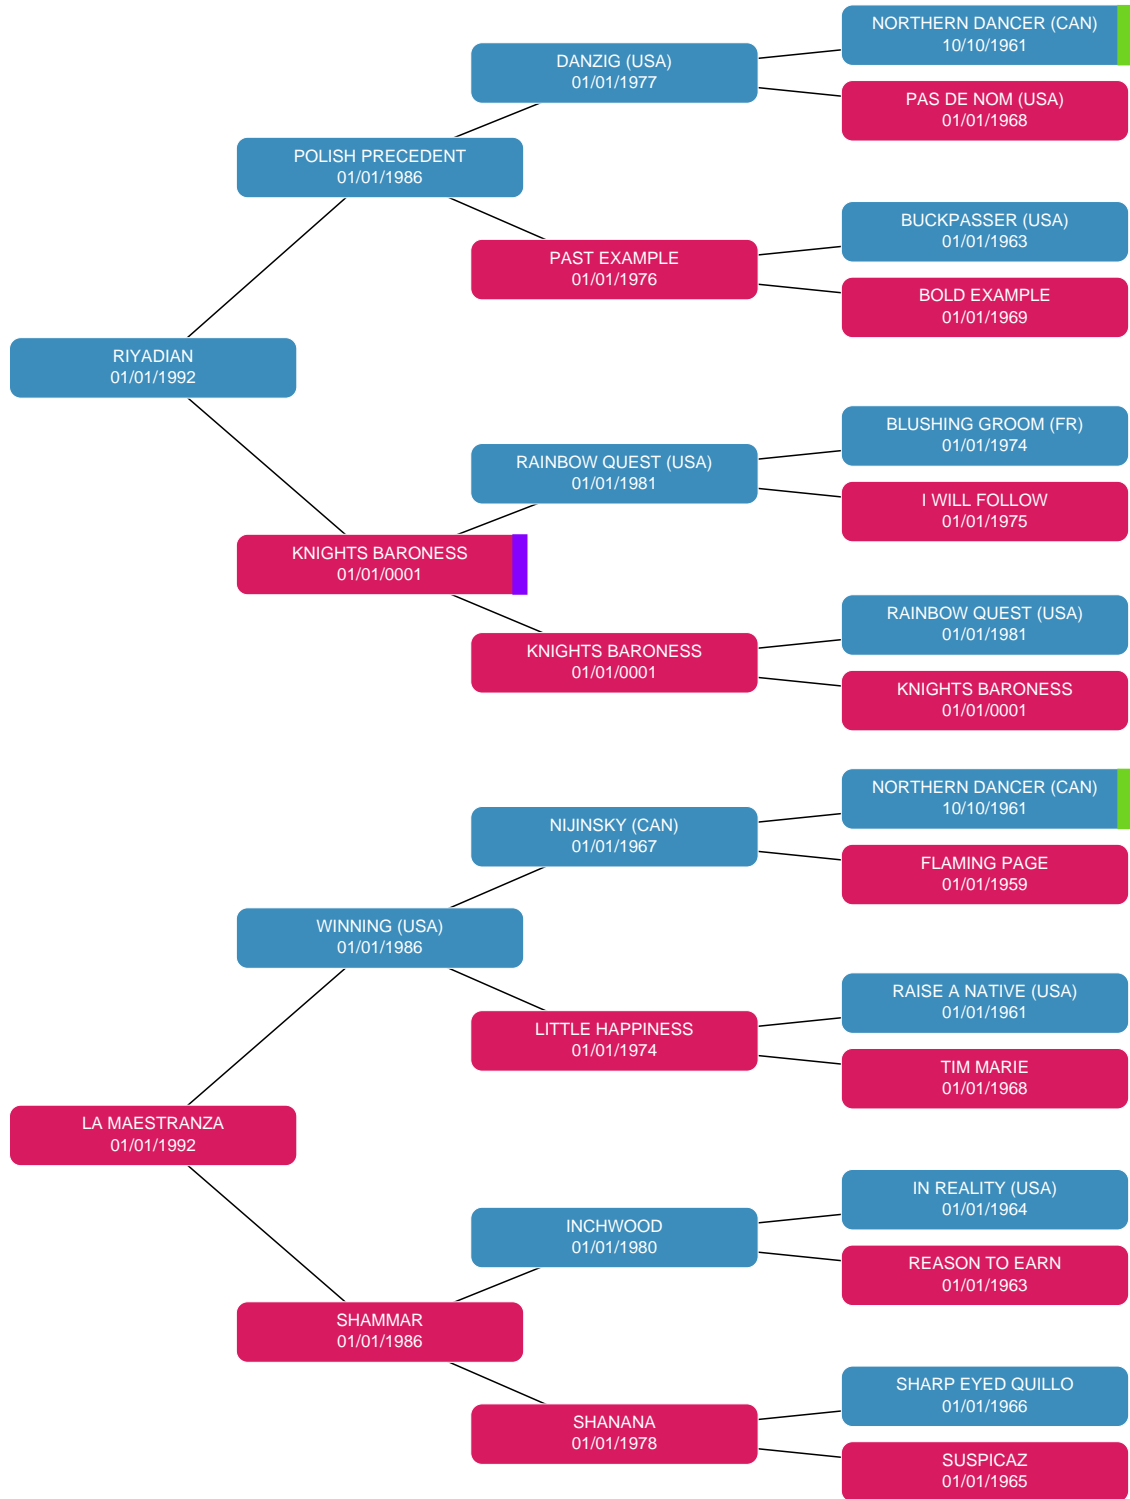 NORTHERN DANCER (CAN)
10/10/1961
DANZIG (USA)
01/01/1977
PAS DE NOM (USA)
01/01/1968
POLISH PRECEDENT
01/01/1986
BUCKPASSER (USA)
01/01/1963
PAST EXAMPLE
01/01/1976
BOLD EXAMPLE
01/01/1969
RIYADIAN
01/01/1992
BLUSHING GROOM (FR)
01/01/1974
RAINBOW QUEST (USA)
01/01/1981
I WILL FOLLOW
01/01/1975
KNIGHTS BARONESS
01/01/0001
RAINBOW QUEST (USA)
01/01/1981
KNIGHTS BARONESS
01/01/0001
KNIGHTS BARONESS
01/01/0001
NORTHERN DANCER (CAN)
10/10/1961
NIJINSKY (CAN)
01/01/1967
FLAMING PAGE
01/01/1959
WINNING (USA)
01/01/1986
RAISE A NATIVE (USA)
01/01/1961
LITTLE HAPPINESS
01/01/1974
TIM MARIE
01/01/1968
LA MAESTRANZA
01/01/1992
IN REALITY (USA)
01/01/1964
INCHWOOD
01/01/1980
REASON TO EARN
01/01/1963
SHAMMAR
01/01/1986
SHARP EYED QUILLO
01/01/1966
SHANANA
01/01/1978
SUSPICAZ
01/01/1965